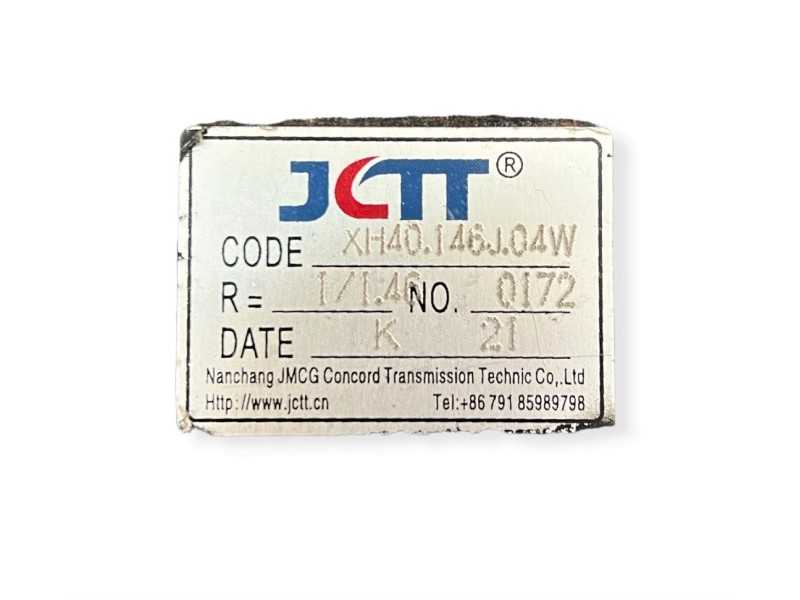 JCTT®
CODE XH40.146J.04W
R = 1/1.46 NO. 0172
DATE K 21
Nanchang JMCG Concord Transmission Technic Co,.Ltd
Http://www.jctt.cn Tel:+86 791 85989798